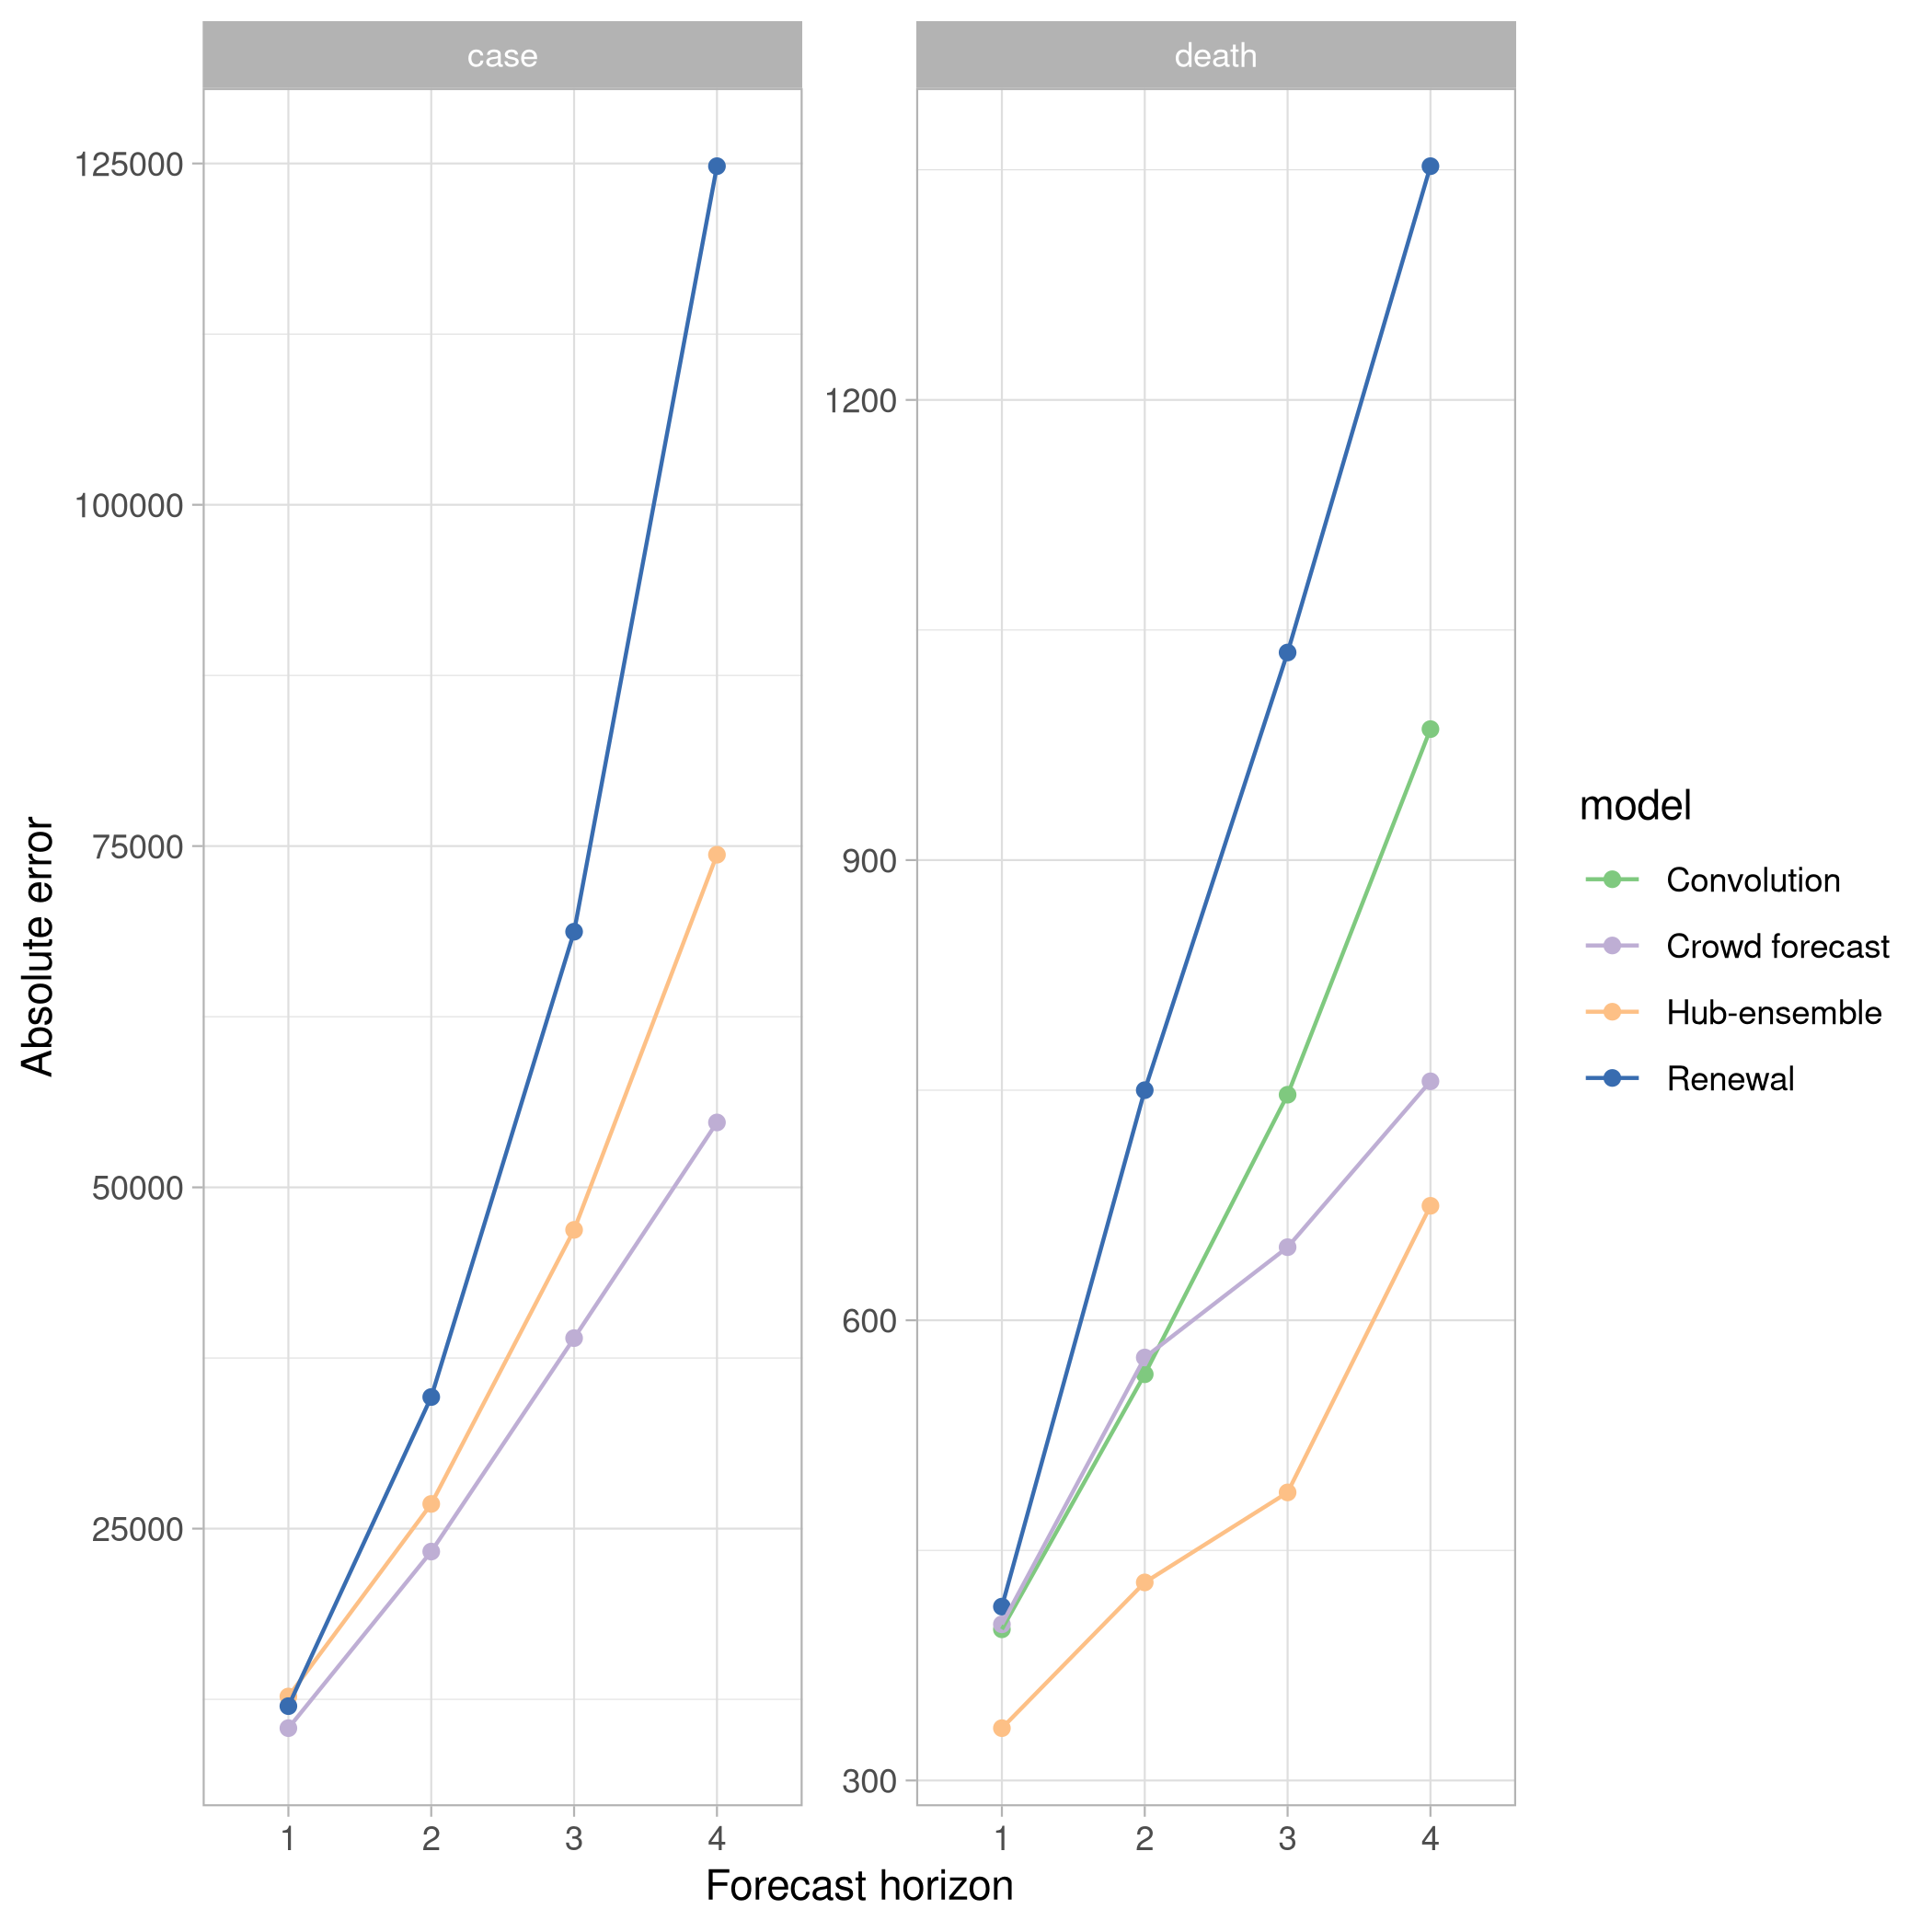 case
death
Absolute error
125000
100000
75000
50000
25000
1200
900
600
300
1 2 3 4
1 2 3 4
Forecast horizon
model
Convolution
Crowd forecast
Hub-ensemble
Renewal